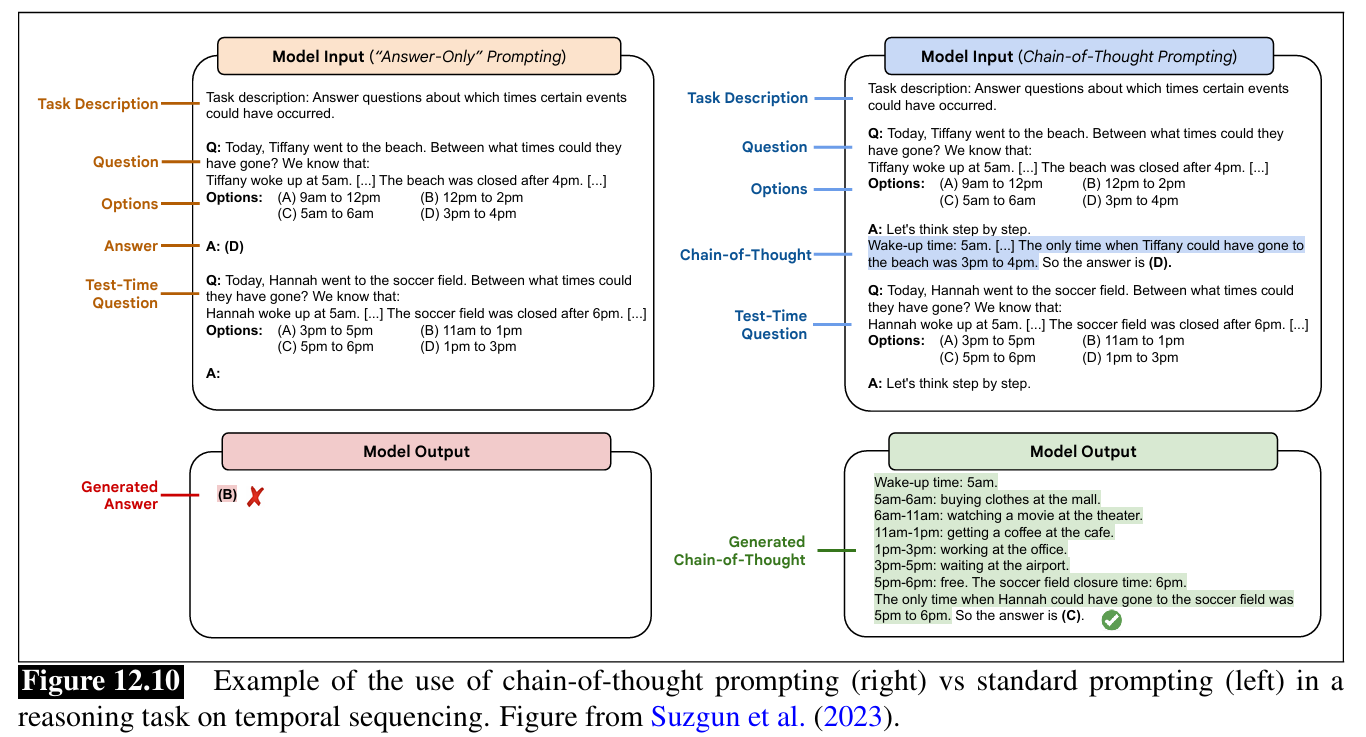 Model Input (“Answer-Only” Prompting)
Task Description
Task description: Answer questions about which times certain events
could have occurred.
Question
Q: Today, Tiffany went to the beach. Between what times could they
have gone? We know that:
Tiffany woke up at 5am. [...] The beach was closed after 4pm. [...]
Options
Options: (A) 9am to 12pm (B) 12pm to 2pm
(C) 5am to 6am (D) 3pm to 4pm
Answer
A: (D)
Test-Time
Question
Q: Today, Hannah went to the soccer field. Between what times could
they have gone? We know that:
Hannah woke up at 5am. [...] The soccer field was closed after 6pm. [...]
Options: (A) 3pm to 5pm (B) 11am to 1pm
(C) 5pm to 6pm (D) 1pm to 3pm
A:
Model Output
Generated
Answer
(B)
Model Input (Chain-of-Thought Prompting)
Task Description
Task description: Answer questions about which times certain events
could have occurred.
Question
Q: Today, Tiffany went to the beach. Between what times could they
have gone? We know that:
Tiffany woke up at 5am. [...] The beach was closed after 4pm. [...]
Options
Options: (A) 9am to 12pm (B) 12pm to 2pm
(C) 5am to 6am (D) 3pm to 4pm
A: Let's think step by step.
Chain-of-Thought
Wake-up time: 5am. [...] The only time when Tiffany could have gone to
the beach was 3pm to 4pm. So the answer is (D).
Test-Time
Question
Q: Today, Hannah went to the soccer field. Between what times could
they have gone? We know that:
Hannah woke up at 5am. [...] The soccer field was closed after 6pm. [...]
Options: (A) 3pm to 5pm (B) 11am to 1pm
(C) 5pm to 6pm (D) 1pm to 3pm
A: Let's think step by step.
Model Output
Generated
Chain-of-Thought
Wake-up time: 5am.
5am-6am: buying clothes at the mall.
6am-11am: watching a movie at the theater.
11am-1pm: getting a coffee at the cafe.
1pm-3pm: working at the office.
3pm-5pm: waiting at the airport.
5pm-6pm: free. The soccer field closure time: 6pm.
The only time when Hannah could have gone to the soccer field was
5pm to 6pm. So the answer is (C).
Figure 12.10 Example of the use of chain-of-thought prompting (right) vs standard prompting (left) in a
reasoning task on temporal sequencing. Figure from Suzgun et al. (2023).